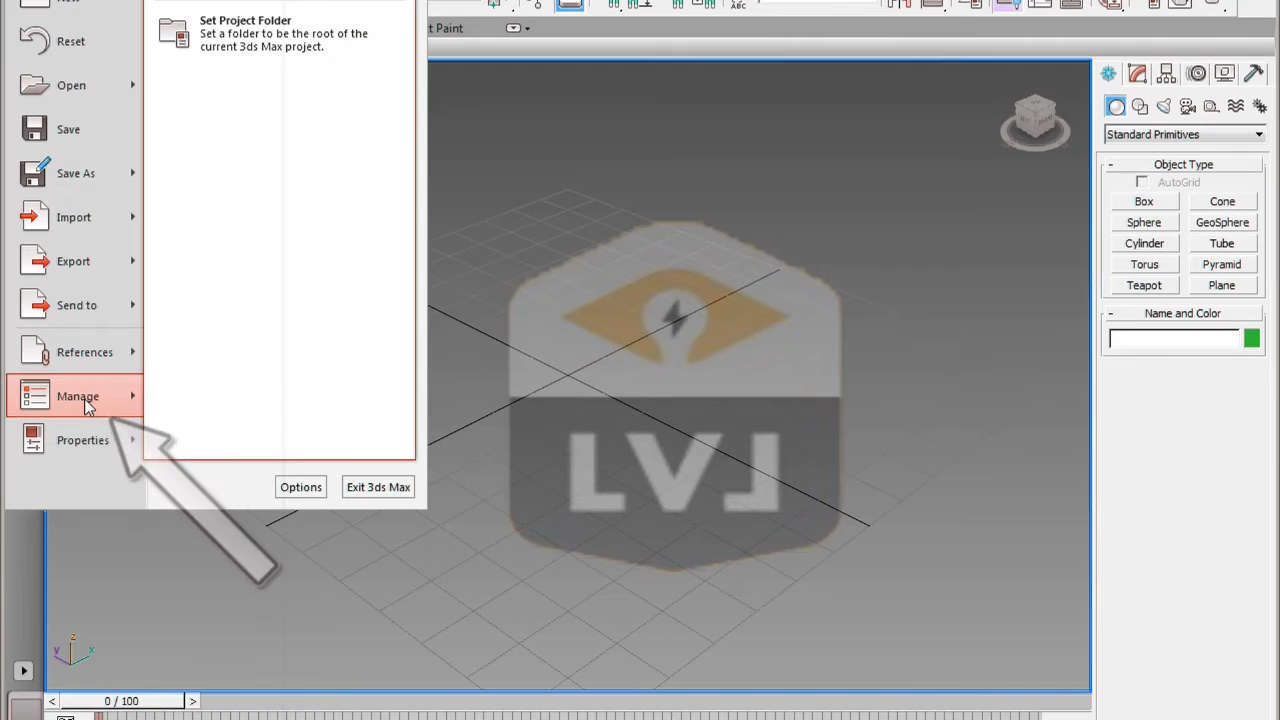 Reset
Open
Save
Save As
Import
Export
Send to
References
Manage
Properties
Set Project Folder
Set a folder to be the root of the
current 3ds Max project.
Options
Exit 3ds Max
t Paint
LVL
Standard Primitives
Object Type
AutoGrid
Box
Cone
Sphere
GeoSphere
Cylinder
Tube
Torus
Pyramid
Teapot
Plane
Name and Color
z
y
x
0 / 100